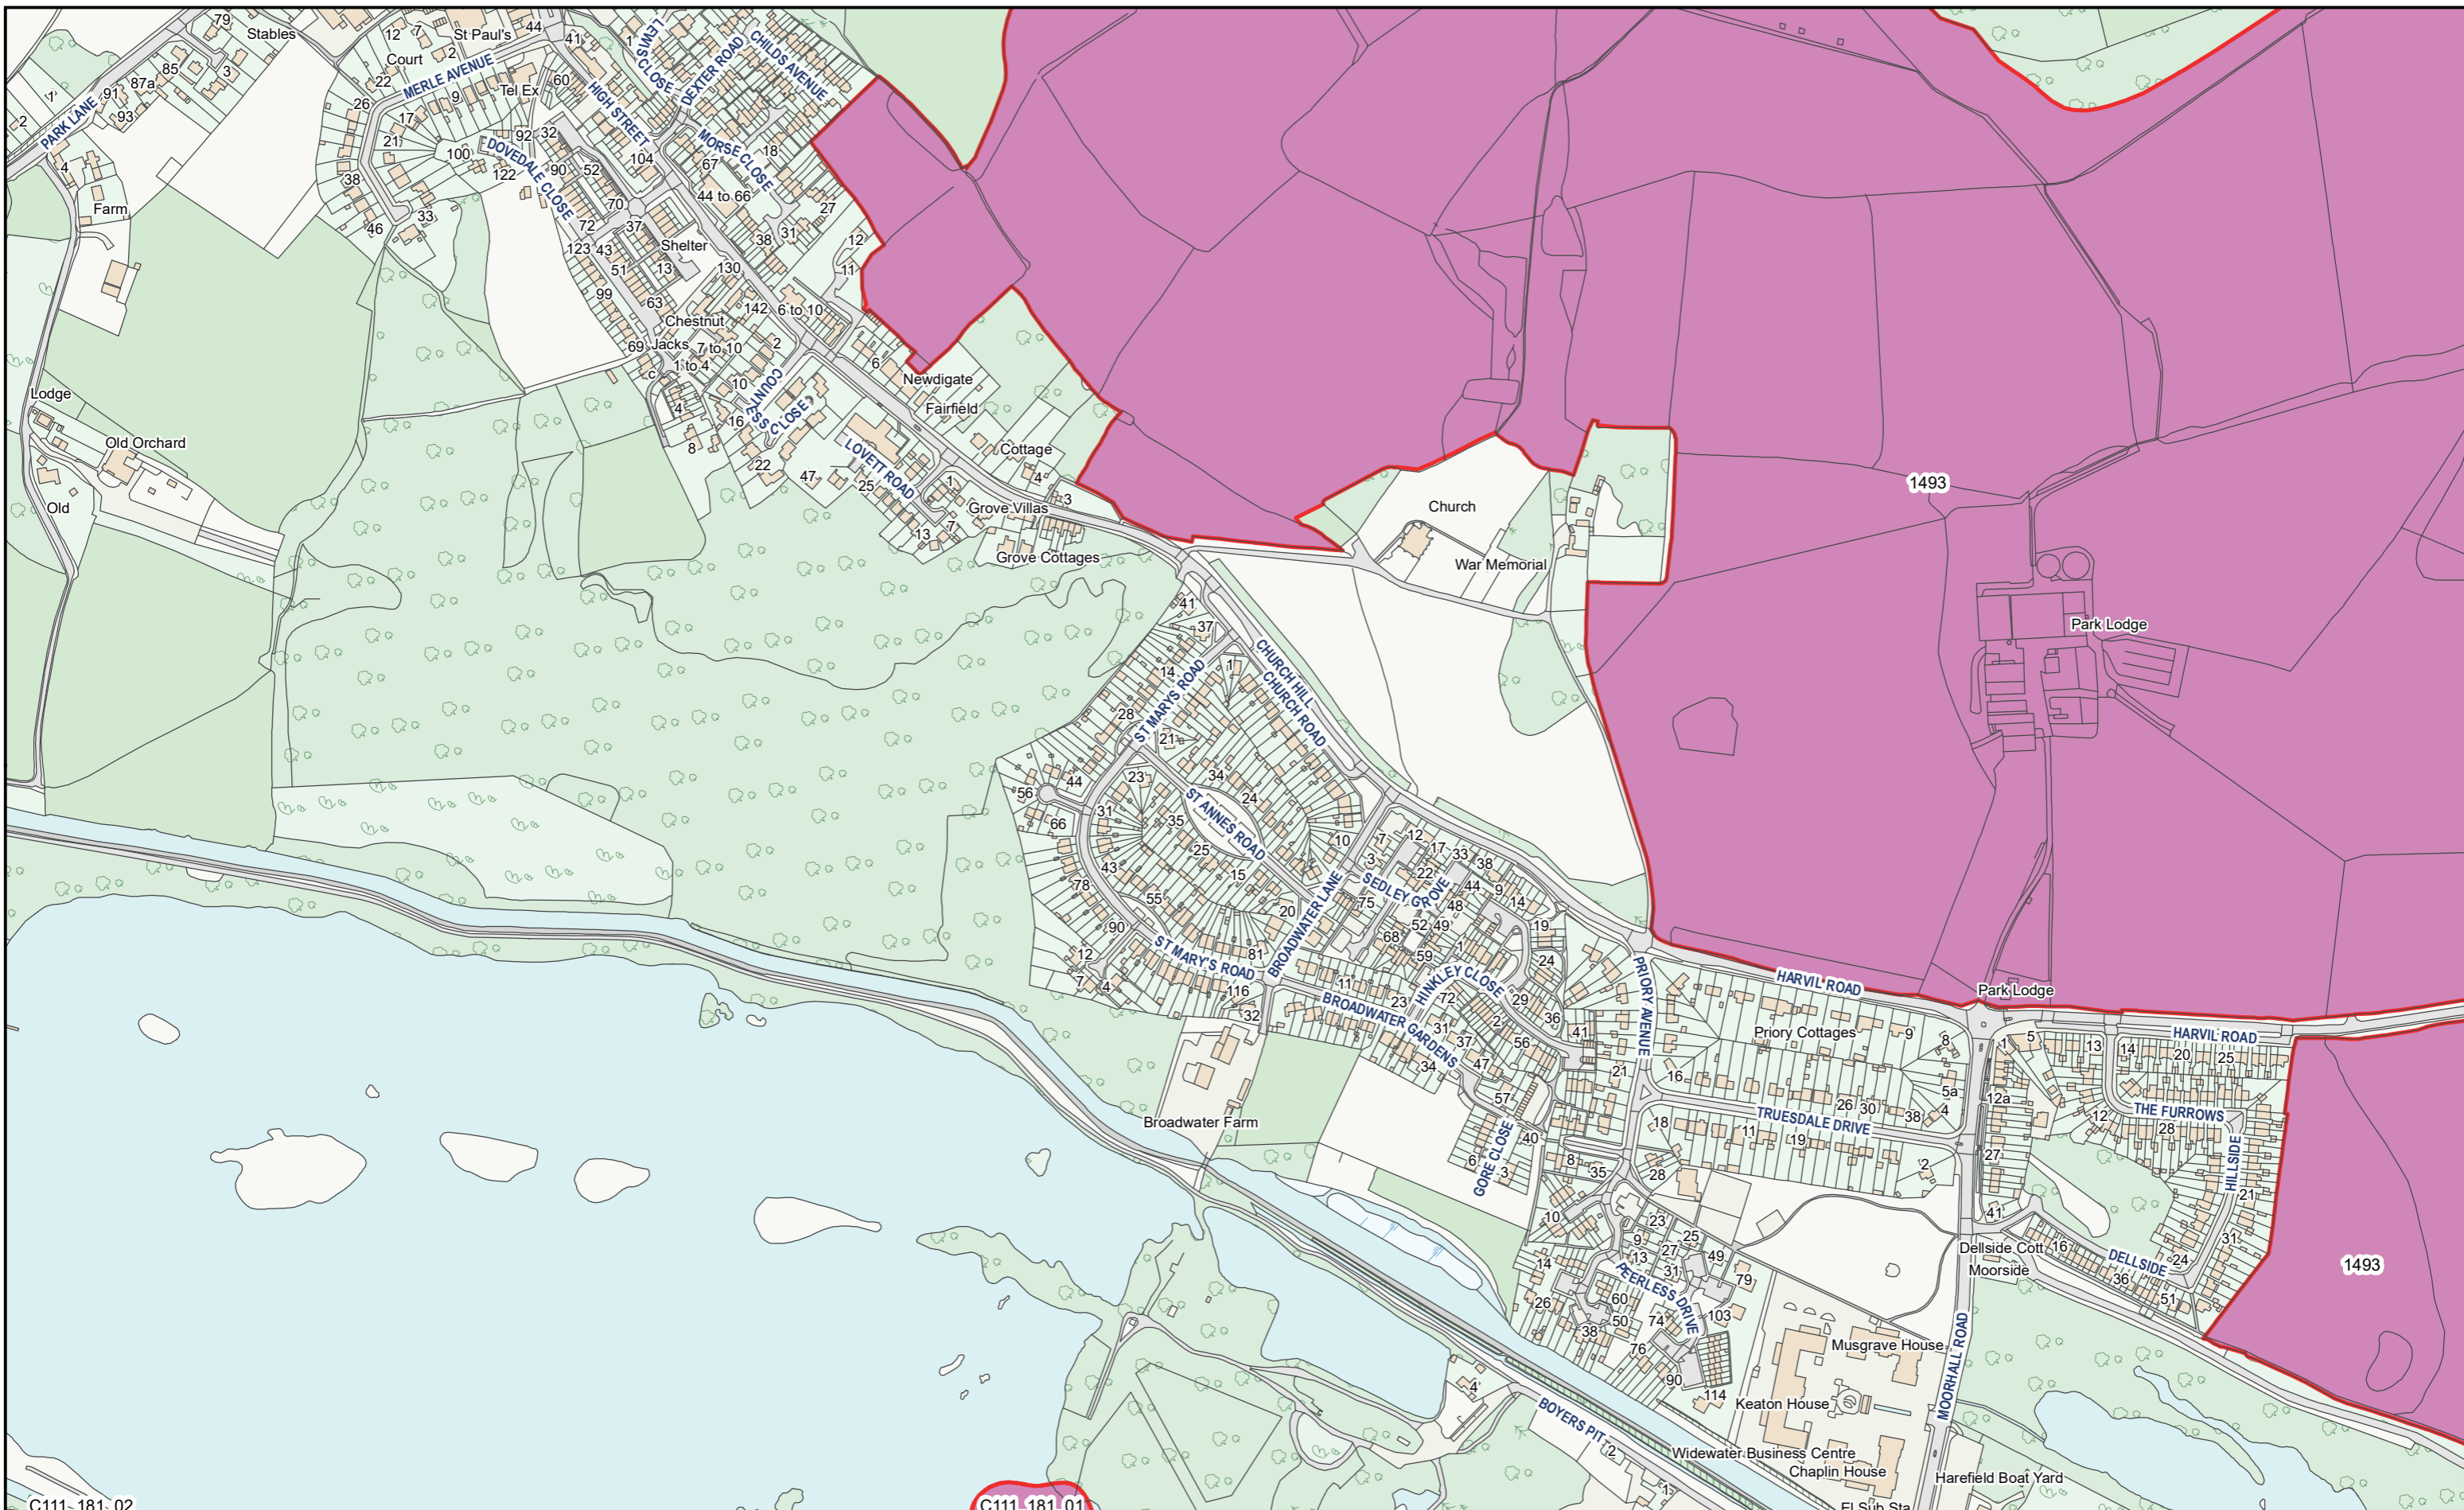 79
Stables
12
7
St Paul's
44
41
1
LEWIS CLOSE
DEXTER ROAD
CHILDS AVENUE
Court
2
22
MERLE AVENUE
85
3
87a
91
93
1
2
PARK LANE
26
9
Tel Ex
60
HIGH STREET
17
21
92
32
100
DOVEDALE CLOSE
122
90
52
104
MORSE CLOSE
67
18
44 to 66
4
38
Farm
33
46
70
72
37
27
31
38
12
11
Shelter
123
43
51
13
130
99
63
142
6 to 10
Chestnut
Jacks
7 to 10
2
69
1 to 4
c
10
6
Newdigate
Fairfield
COUNTESS CLOSE
4
16
8
22
47
LOVETT ROAD
25
Cottage
4
3
1
Grove Villas
7
13
Grove Cottages
Lodge
Old Orchard
Old
Church
War Memorial
1493
Park Lodge
41
37
1
14
ST MARYS ROAD
CHURCH HILL
CHURCH ROAD
28
21
44
56
23
34
24
31
66
35
ST ANNES ROAD
25
15
10
43
78
55
20
90
12
7
4
ST MARY'S ROAD
81
116
32
BROADWATER LANE
7
12
17
33
38
3
22
44
9
14
SEDLEY GROVE
75
48
52
49
19
68
59
1
24
11
23
HINKLEY CLOSE
72
29
36
BROADWATER GARDENS
31
2
37
56
41
34
47
57
21
PRIORY AVENUE
HARVIL ROAD
Park Lodge
Priory Cottages
9
8
1
5
13
14
20
25
HARVIL ROAD
16
5a
12a
26
30
38
4
18
TRUESDALE DRIVE
11
19
12
THE FURROWS
28
HILLSIDE
Broadwater Farm
40
GORE CLOSE
6
3
8
35
28
2
27
21
10
23
9
13
27
25
49
31
79
41
Dellside Cott
16
Moorside
DELLSIDE
24
31
36
51
1493
14
26
PEERLESS DRIVE
60
50
38
74
103
76
90
114
Musgrave House
Keaton House
MOORHALL ROAD
4
BOYERS PIT
2
1
Widewater Business Centre
Chaplin House
Harefield Boat Yard
El Sub Sta
C111_181_02
C111_181_01